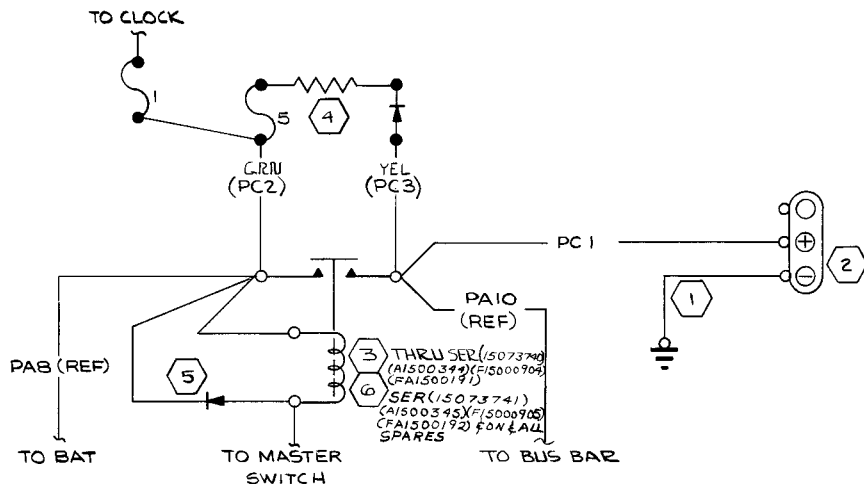 TO CLOCK
1
5
4
GRN
(PC2)
YEL
(PC3)
PC1
+
2
−
1
PA10
(REF)
PA8 (REF)
5
3 THRU SER(15073740)
(A1500344)(F15000904)
(FA1500191)
6 SER(15073741)
(A1500345)(F15000905)
(FA1500192) & ON & ALL
SPARES
TO BAT
TO MASTER
SWITCH
TO BUS BAR